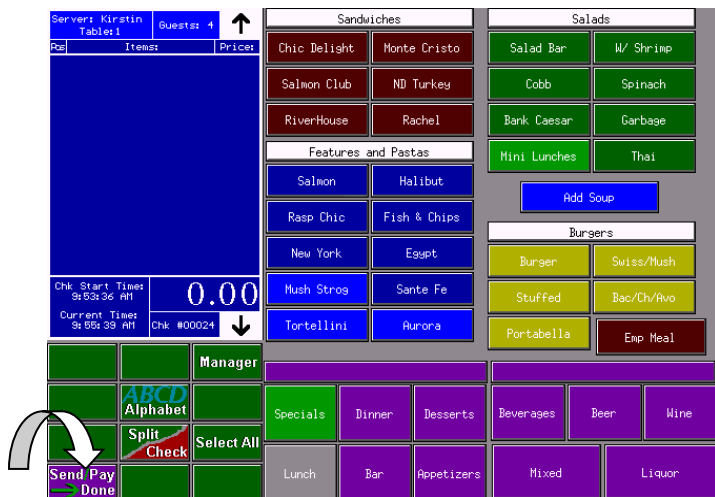 Server: Kirstin
Table:1
Guests: 4
Pos Items: Price:
Chk Start Time:
9:53:36 AM
0.00
Current Time:
9:55:39 AM
Chk #00024
Sandwiches
Chic Delight Monte Cristo
Salmon Club ND Turkey
RiverHouse Rachel
Features and Pastas
Salmon Halibut
Rasp Chic Fish & Chips
New York Egypt
Mush Strog Sante Fe
Tortellini Aurora
Salads
Salad Bar W/ Shrimp
Cobb Spinach
Bank Caesar Garbage
Mini Lunches Thai
Add Soup
Burgers
Burger Swiss/Mush
Stuffed Bac/Ch/Avo
Portabella Emp Meal
Manager
ABCD
Alphabet
Split
Check
Select All
Send/Pay
Done
Specials Dinner Desserts Beverages Beer Wine
Lunch Bar Appetizers Mixed Liquor